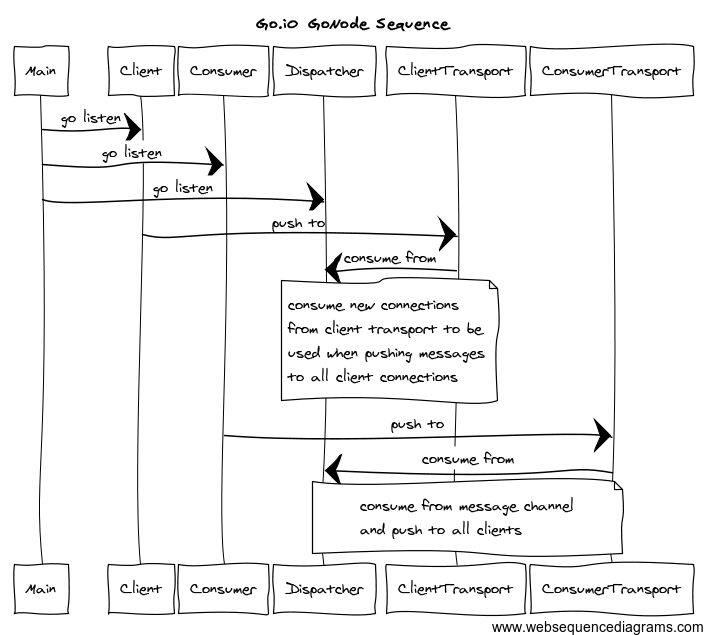 Go.io GoNode Sequence
Main Client Consumer Dispatcher ClientTransport ConsumerTransport
go listen
go listen
go listen
push to
consume from
consume new connections
from client transport to be
used when pushing messages
to all client connections
push to
consume from
consume from message channel
and push to all clients
Main Client Consumer Dispatcher ClientTransport ConsumerTransport
www.websequencediagrams.com